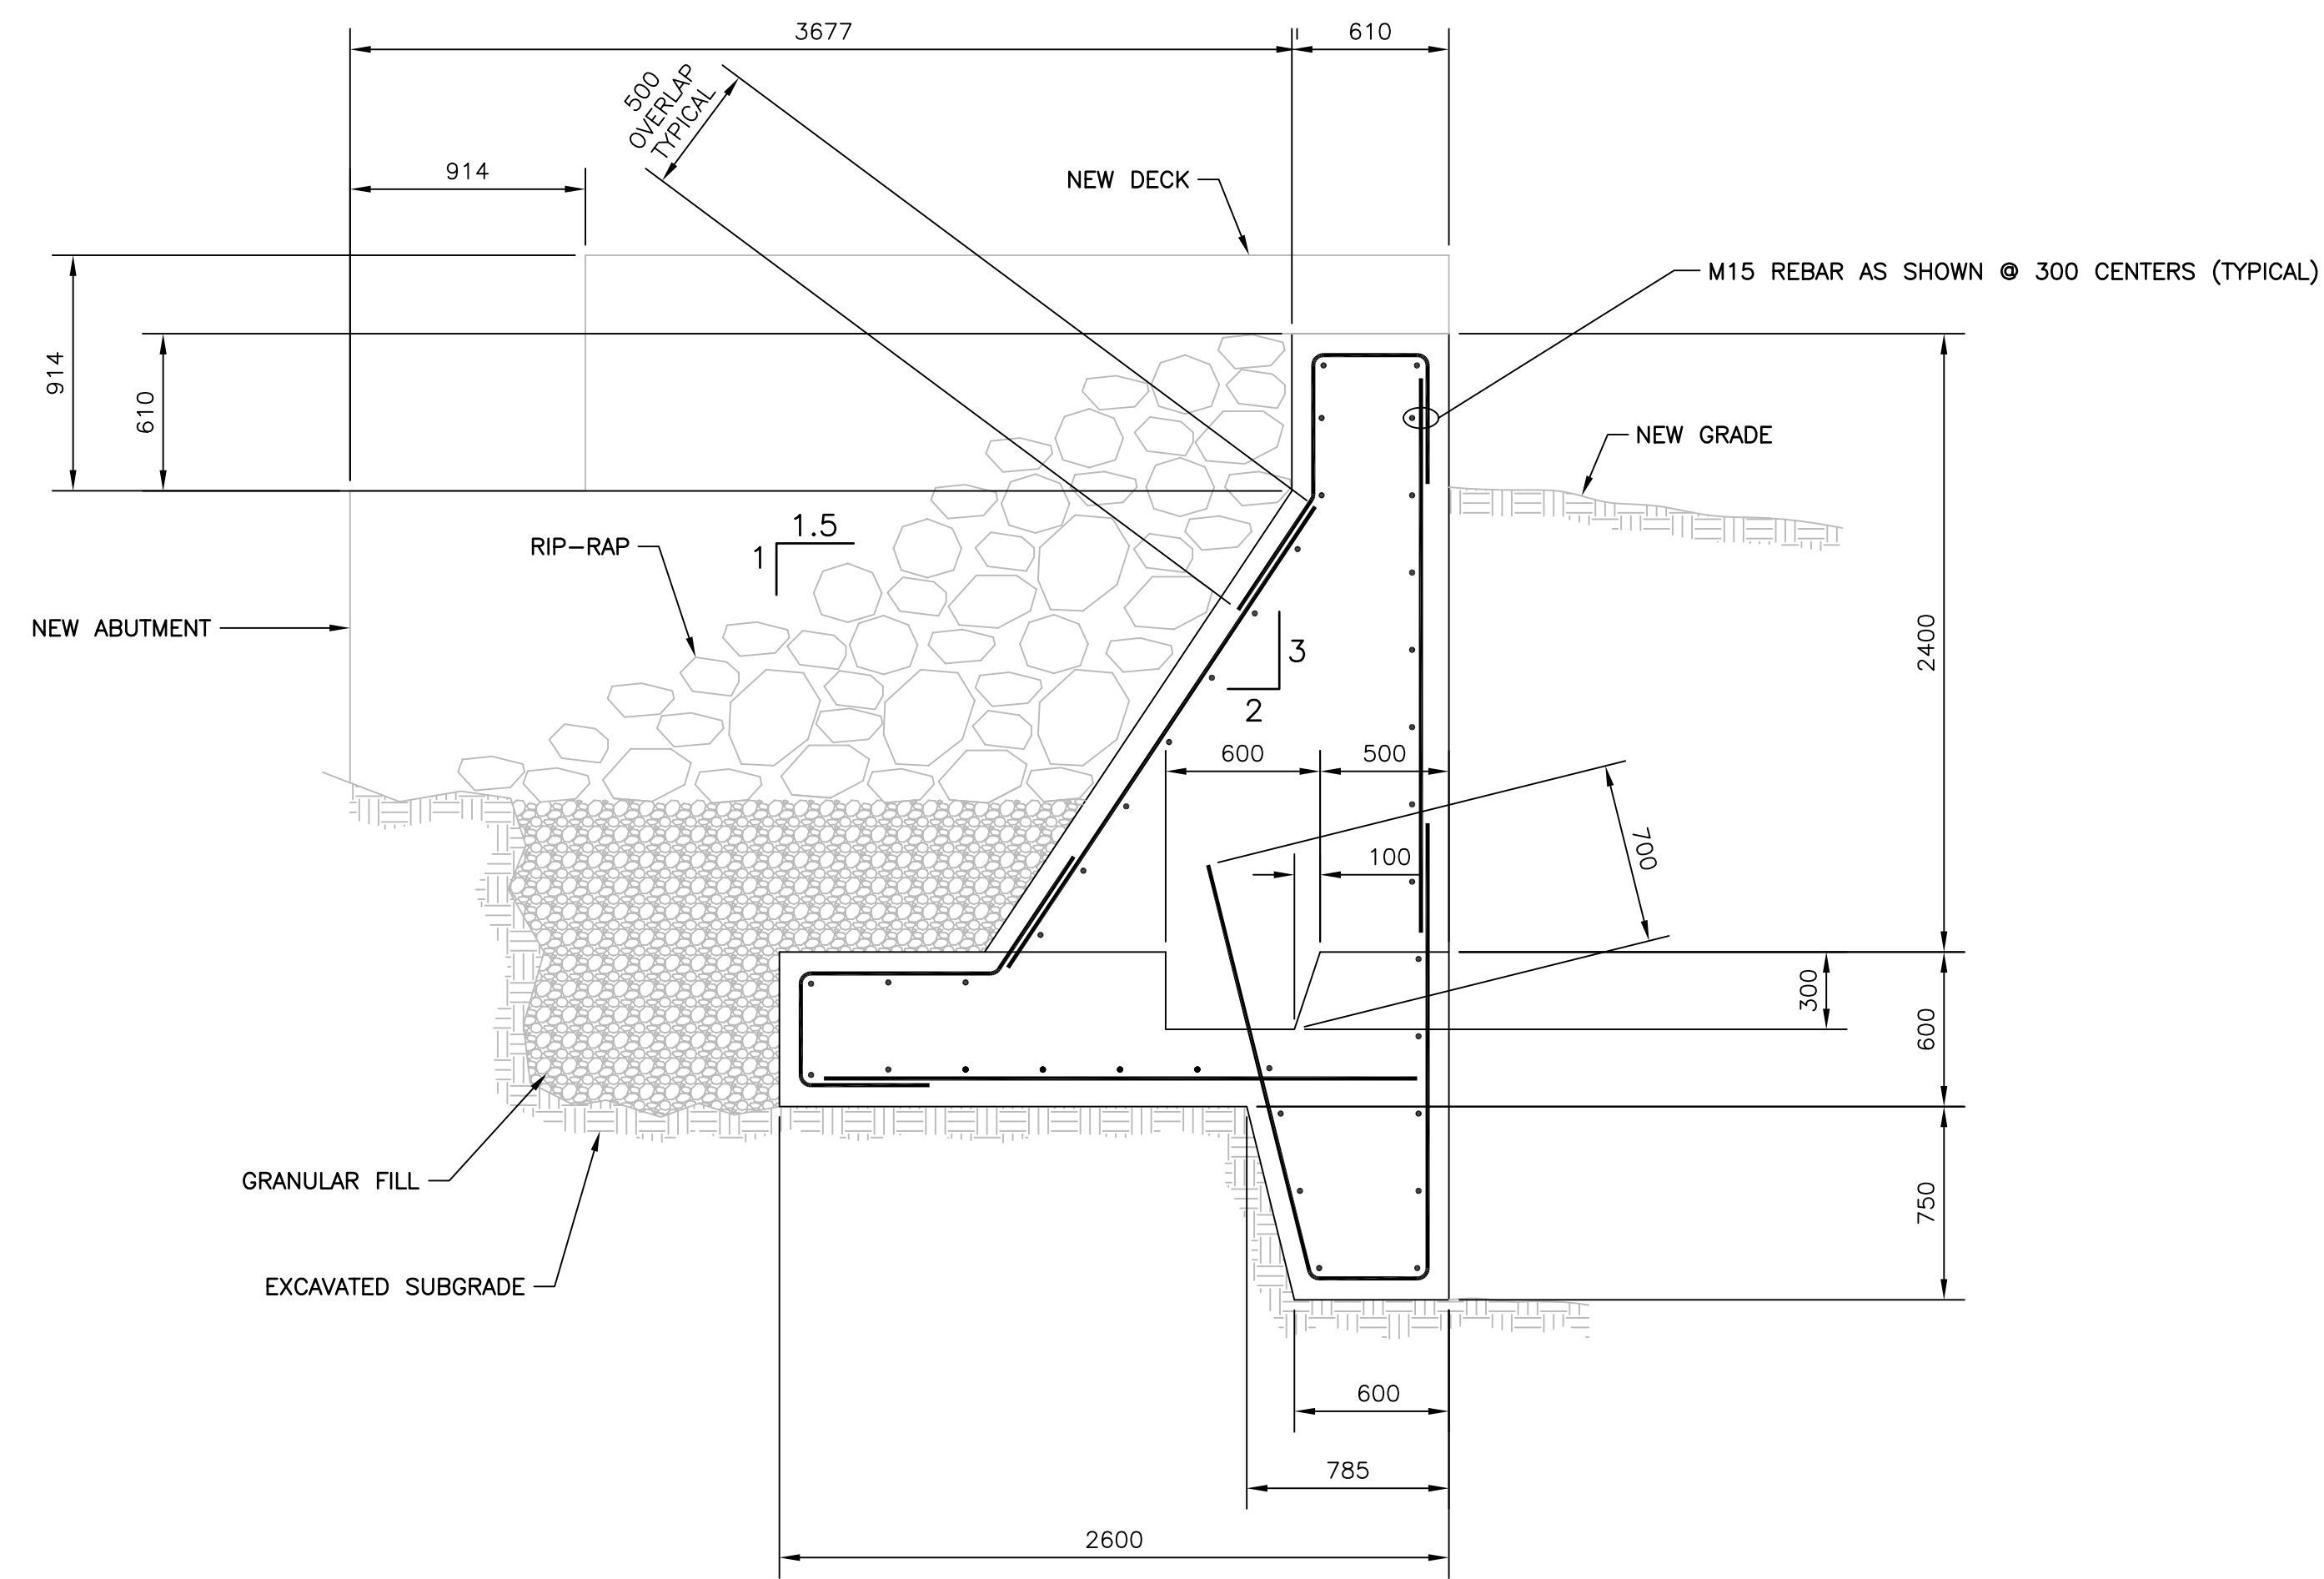 3677
610
500
OVERLAP
TYPICAL
914
NEW DECK
M15 REBAR AS SHOWN @ 300 CENTERS (TYPICAL)
914
610
NEW GRADE
1.5
1
RIP-RAP
NEW ABUTMENT
3
2
2400
600
500
700
100
300
600
GRANULAR FILL
750
EXCAVATED SUBGRADE
600
785
2600